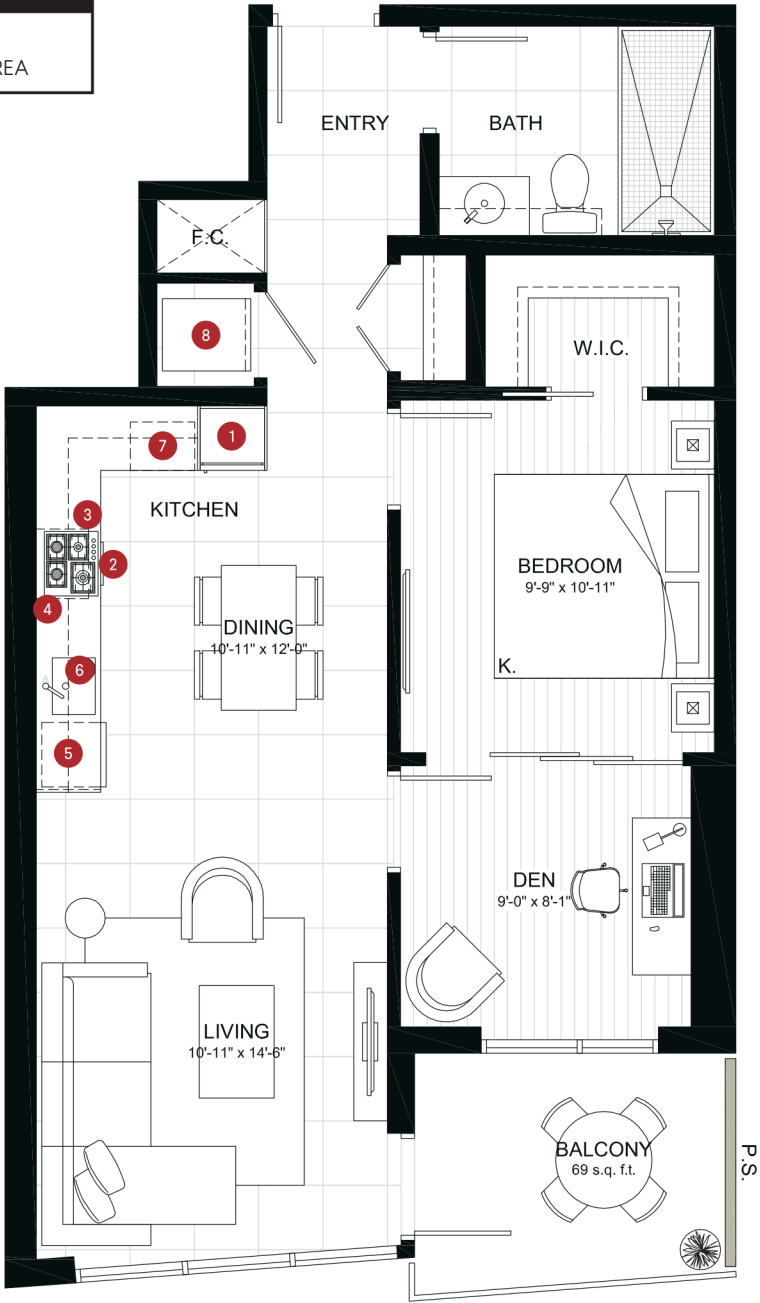 REA
ENTRY
BATH
F.C.
8
W.I.C.
1
7
KITCHEN
3
2
4
BEDROOM
9'-9" x 10'-11"
DINING
10'-11" x 12'-0"
K.
6
5
DEN
9'-0" x 8'-1"
LIVING
10'-11" x 14'-6"
BALCONY
69 s.q. f.t.
P.S.